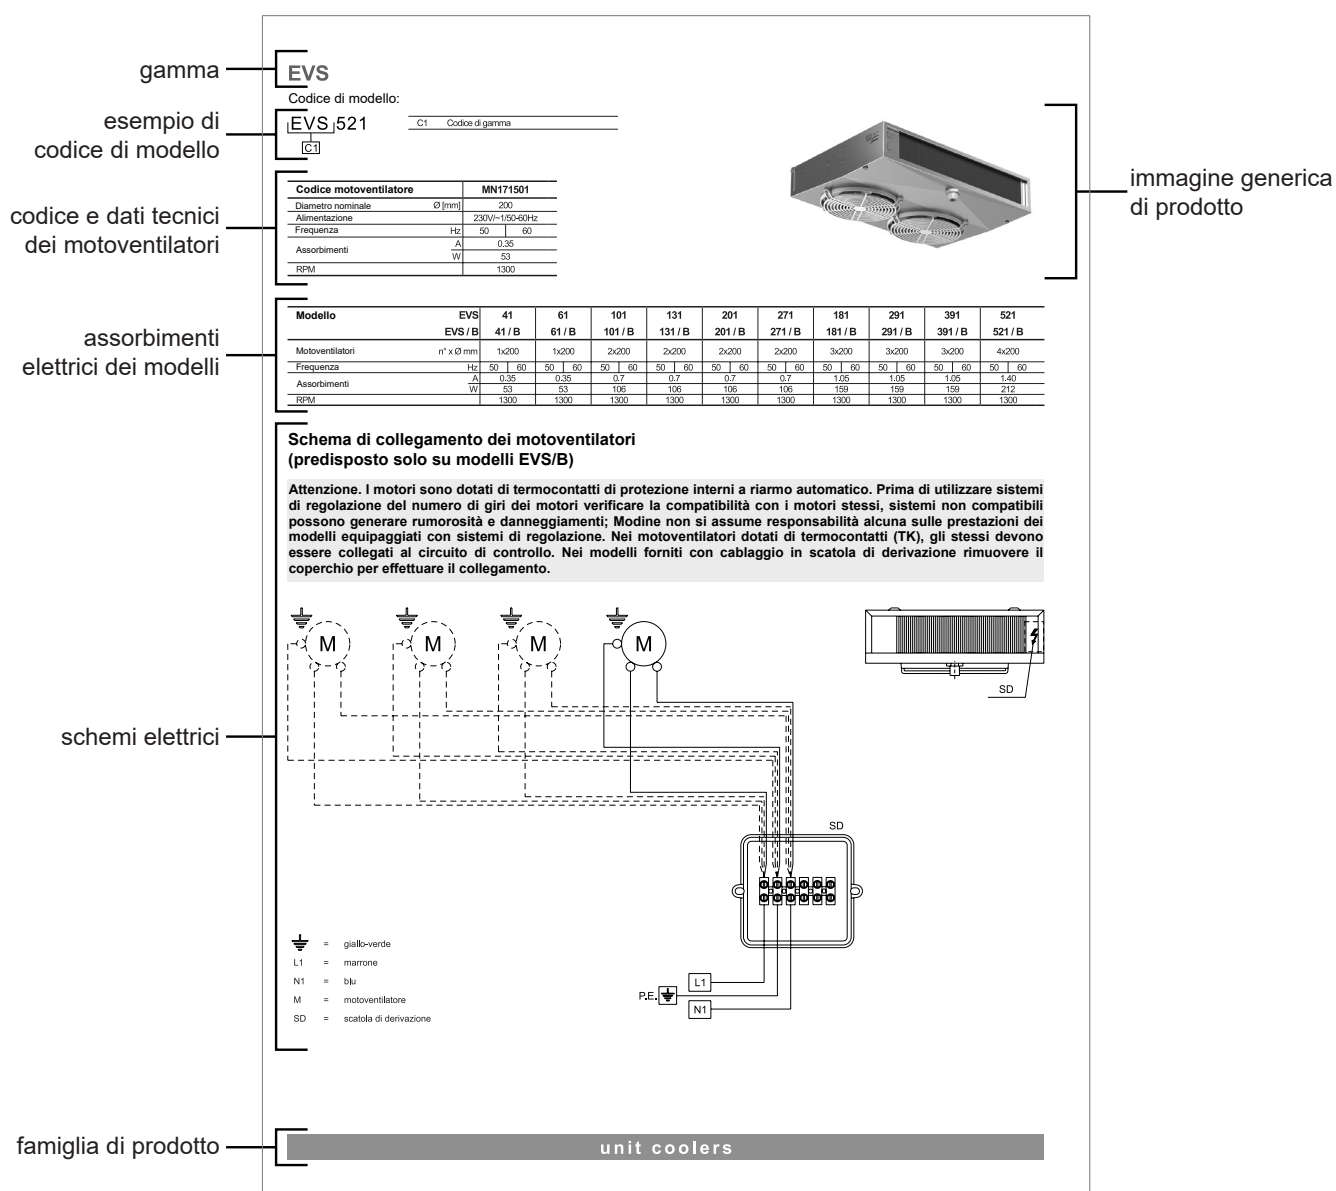 gamma
EVS
Codice di modello:
esempio di
codice di modello
EVS 521
C1
C1 Codice di gamma
immagine generica
di prodotto
codice e dati tecnici
dei motoventilatori
Codice motoventilatore MN171501
Diametro nominale Ø [mm] 200
Alimentazione 230V/~1/50-60Hz
Frequenza Hz 50 60
Assorbimenti A 0.35
W 53
RPM 1300
assorbimenti
elettrici dei modelli
Modello EVS 41 61 101 131 201 271 181 291 391 521
EVS / B 41 / B 61 / B 101 / B 131 / B 201 / B 271 / B 181 / B 291 / B 391 / B 521 / B
Motoventilatori n° x Ø mm 1x200 1x200 2x200 2x200 2x200 2x200 3x200 3x200 3x200 4x200
Frequenza Hz 50 60 50 60 50 60 50 60 50 60 50 60 50 60 50 60 50 60 50 60
Assorbimenti A 0.35 0.35 0.7 0.7 0.7 0.7 1.05 1.05 1.05 1.40
W 53 53 106 106 106 106 159 159 159 212
RPM 1300 1300 1300 1300 1300 1300 1300 1300 1300 1300
Schema di collegamento dei motoventilatori
(predisposto solo su modelli EVS/B)
Attenzione. I motori sono dotati di termocontatti di protezione interni a riarmo automatico. Prima di utilizzare sistemi
di regolazione del numero di giri dei motori verificare la compatibilità con i motori stessi, sistemi non compatibili
possono generare rumorosità e danneggiamenti; Modine non si assume responsabilità alcuna sulle prestazioni dei
modelli equipaggiati con sistemi di regolazione. Nei motoventilatori dotati di termocontatti (TK), gli stessi devono
essere collegati al circuito di controllo. Nei modelli forniti con cablaggio in scatola di derivazione rimuovere il
coperchio per effettuare il collegamento.
M M M M
SD
schemi elettrici
SD
= giallo-verde
L1 = marrone
N1 = blu
M = motoventilatore
SD = scatola di derivazione
L1
P.E.
N1
famiglia di prodotto
unit coolers